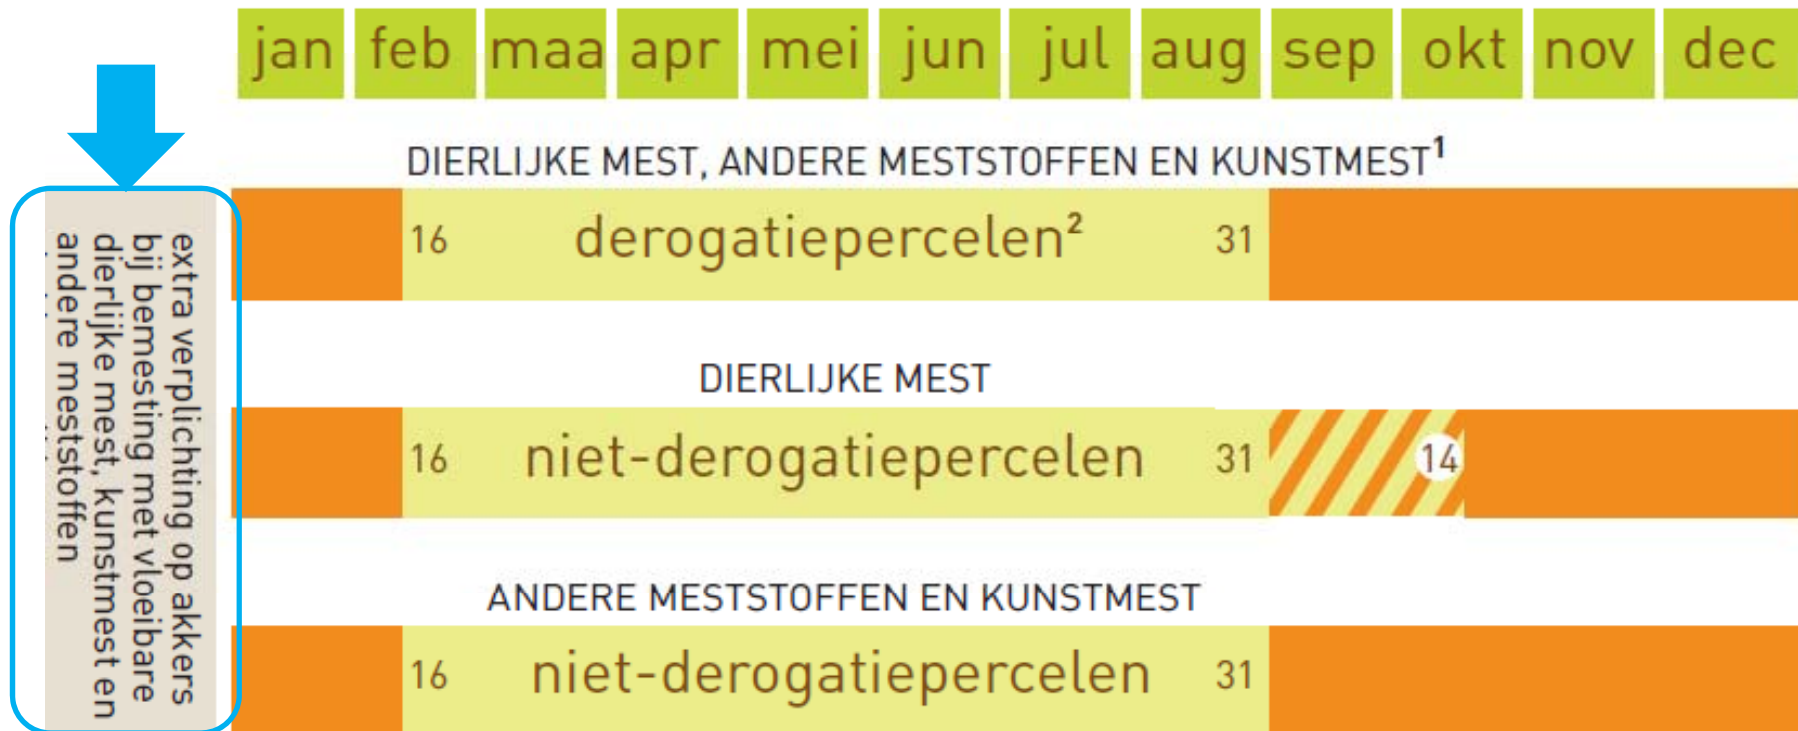 jan feb maa apr mei jun jul aug sep okt nov dec
DIERLIJKE MEST, ANDERE MESTSTOFFEN EN KUNSTMEST¹
16 derogatiepercelen² 31
DIERLIJKE MEST
16 niet-derogatiepercelen 31 14
ANDERE MESTSTOFFEN EN KUNSTMEST
16 niet-derogatiepercelen 31
extra verplichting op akkers
bij bemesting met vloeibare
dierlijke mest, kunstmest en
andere meststoffen